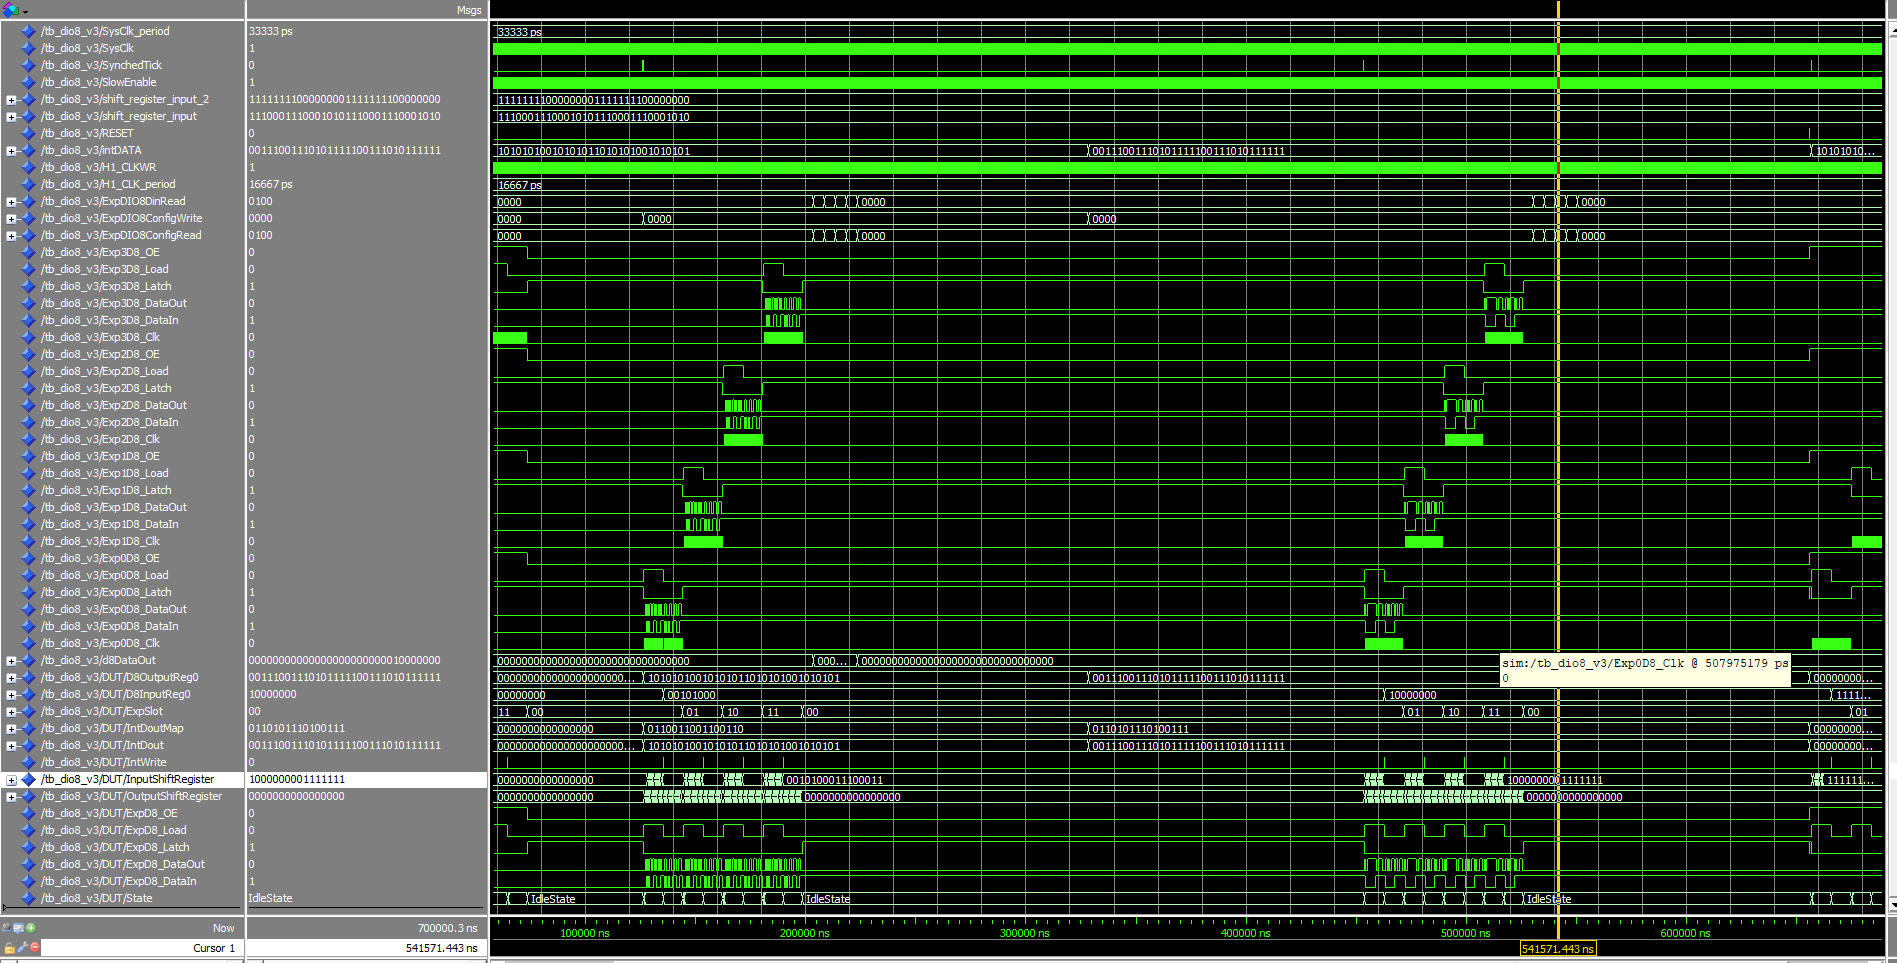 Msgs
/tb_dio8_v3/SysClk_period 33333 ps 33333 ps
/tb_dio8_v3/SysClk 1
/tb_dio8_v3/SynchedTick 0
/tb_dio8_v3/SlowEnable 1
/tb_dio8_v3/shift_register_input_2 11111111000000001111111100000000 11111111000000001111111100000000
/tb_dio8_v3/shift_register_input 11100011100010101110001110001010 11100011100010101110001110001010
/tb_dio8_v3/RESET 0
/tb_dio8_v3/intDATA 00111001110101111100111010111111 10101010010101011010101001010101 00111001110101111100111010111111 10101010...
/tb_dio8_v3/H1_CLKWR 1
/tb_dio8_v3/H1_CLK_period 16667 ps 16667 ps
/tb_dio8_v3/ExpDIO8DinRead 0100 0000 0000 0000
/tb_dio8_v3/ExpDIO8ConfigWrite 0000 0000 0000 0000
/tb_dio8_v3/ExpDIO8ConfigRead 0100 0000 0000 0000
/tb_dio8_v3/Exp3D8_OE 0
/tb_dio8_v3/Exp3D8_Load 0
/tb_dio8_v3/Exp3D8_Latch 1
/tb_dio8_v3/Exp3D8_DataOut 0
/tb_dio8_v3/Exp3D8_DataIn 1
/tb_dio8_v3/Exp3D8_Clk 0
/tb_dio8_v3/Exp2D8_OE 0
/tb_dio8_v3/Exp2D8_Load 0
/tb_dio8_v3/Exp2D8_Latch 1
/tb_dio8_v3/Exp2D8_DataOut 0
/tb_dio8_v3/Exp2D8_DataIn 1
/tb_dio8_v3/Exp2D8_Clk 0
/tb_dio8_v3/Exp1D8_OE 0
/tb_dio8_v3/Exp1D8_Load 0
/tb_dio8_v3/Exp1D8_Latch 1
/tb_dio8_v3/Exp1D8_DataOut 0
/tb_dio8_v3/Exp1D8_DataIn 1
/tb_dio8_v3/Exp1D8_Clk 0
/tb_dio8_v3/Exp0D8_OE 0
/tb_dio8_v3/Exp0D8_Load 0
/tb_dio8_v3/Exp0D8_Latch 1
/tb_dio8_v3/Exp0D8_DataOut 0
/tb_dio8_v3/Exp0D8_DataIn 1
/tb_dio8_v3/Exp0D8_Clk 0
/tb_dio8_v3/d8DataOut 00000000000000000000000010000000 00000000000000000000000000000000 000... 00000000000000000000000000000000
sim:/tb_dio8_v3/Exp0D8_Clk @ 507975179 ps
0
/tb_dio8_v3/DUT/D8OutputReg0 00111001110101111100111010111111 00000000000000000000000... 10101010010101011010101001010101 00111001110101111100111010111111 00000000...
/tb_dio8_v3/DUT/D8InputReg0 10000000 00000000 00101000 10000000 1111...
/tb_dio8_v3/DUT/ExpSlot 00 11 00 01 10 11 00 01 10 11 00 01
/tb_dio8_v3/DUT/IntDoutMap 0110101110100111 0000000000000000 0110011001100110 0110101110100111 00000000...
/tb_dio8_v3/DUT/IntDout 00111001110101111100111010111111 00000000000000000000000... 10101010010101011010101001010101 00111001110101111100111010111111 00000000...
/tb_dio8_v3/DUT/IntWrite 0
/tb_dio8_v3/DUT/InputShiftRegister 1000000001111111 0000000000000000 0010100011100011 1000000001111111 111111...
/tb_dio8_v3/DUT/OutputShiftRegister 0000000000000000 0000000000000000 0000000000000000 0000000000000000
/tb_dio8_v3/DUT/ExpD8_OE 0
/tb_dio8_v3/DUT/ExpD8_Load 0
/tb_dio8_v3/DUT/ExpD8_Latch 1
/tb_dio8_v3/DUT/ExpD8_DataOut 0
/tb_dio8_v3/DUT/ExpD8_DataIn 1
/tb_dio8_v3/DUT/State IdleState IdleState IdleState IdleState
Now 700000.3 ns 100000 ns 200000 ns 300000 ns 400000 ns 500000 ns 600000 ns
Cursor 1 541571.443 ns 541571.443 ns